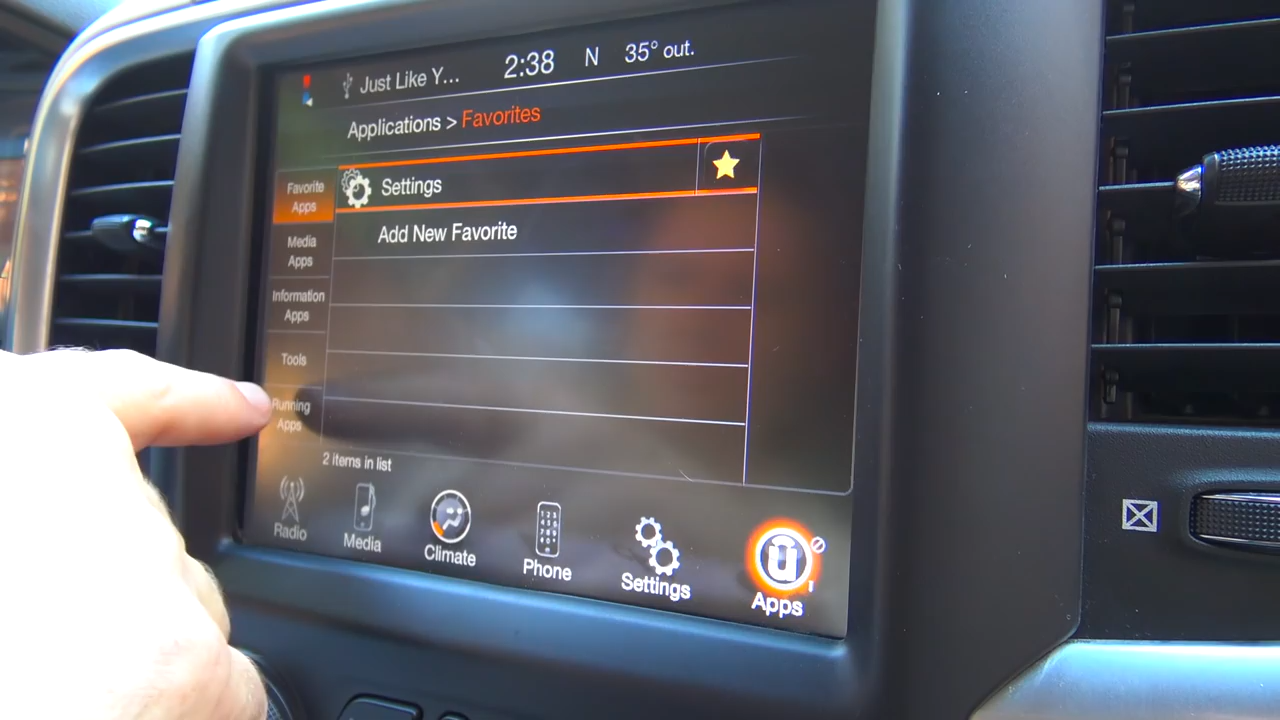 Just Like Y... 2:38 N 35° out.
Applications > Favorites
Favorite
Apps
Settings
Add New Favorite
Media
Apps
Information
Apps
Tools
Running
Apps
2 items in list
Radio
Media
Climate
Phone
Settings
Apps